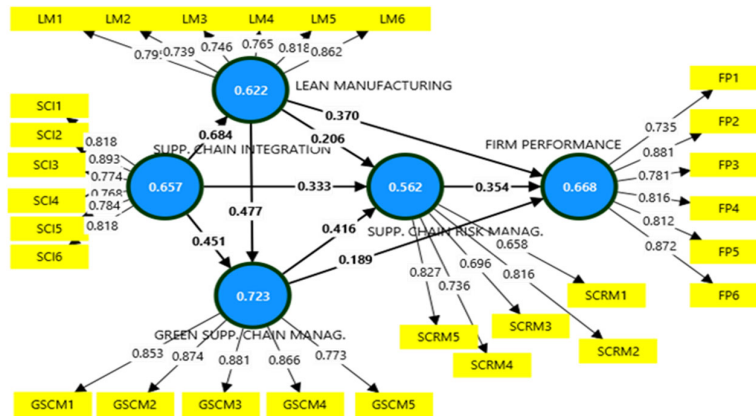 LM1 LM2 LM3 LM4 LM5 LM6
0.739 0.746 0.765 0.818 0.862
0.622
LEAN MANUFACTURING
FP1
FP2
FP3
FP4
FP5
FP6
0.735
0.881
0.781
0.816
0.812
0.872
SCI1
SCI2
SCI3
SCI4
SCI5
SCI6
0.818
0.893
0.774
0.768
0.784
0.818
0.684
0.370
0.206
SUPP. CHAIN INTEGRATION
FIRM PERFORMANCE
0.657
0.333
0.562
0.354
0.668
0.477
0.451
0.416
0.189
SUPP. CHAIN RISK MANAG.
0.723
GREEN SUPP. CHAIN MANAG.
0.827
0.736
0.696
0.816
0.658
SCRM1
SCRM3
SCRM5
SCRM2
SCRM4
0.853
0.874
0.881
0.866
0.773
GSCM1 GSCM2 GSCM3 GSCM4 GSCM5